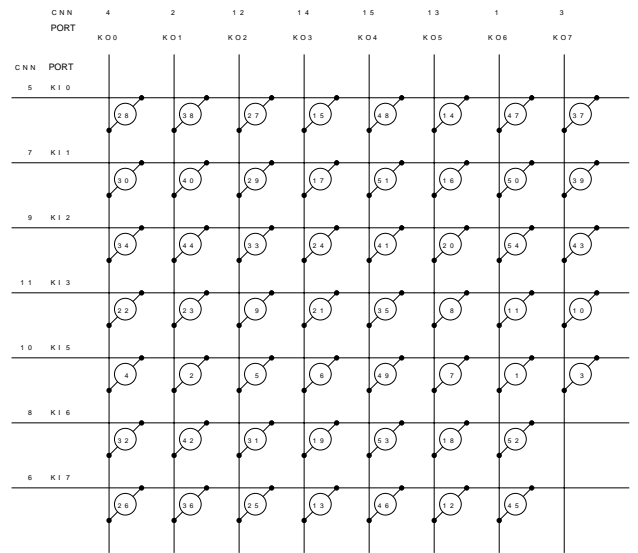 CNN 4 2 12 14 15 13 1 3
PORT
KO0 KO1 KO2 KO3 KO4 KO5 KO6 KO7
CNN PORT
5 KI0
28 38 27 15 48 14 47 37
7 KI1
30 40 29 17 51 16 50 39
9 KI2
34 44 33 24 41 20 54 43
11 KI3
22 23 9 21 35 8 11 10
10 KI5
4 2 5 6 49 7 1 3
8 KI6
32 42 31 19 53 18 52
6 KI7
26 36 25 13 46 12 45